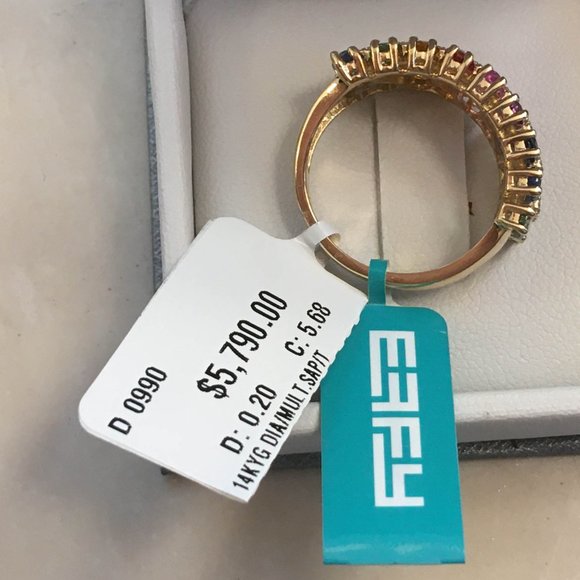 D 0990
$5,790.00
D: 0.20 C: 5.68
14KYG DIA/MULT.SAP/T
EFFY